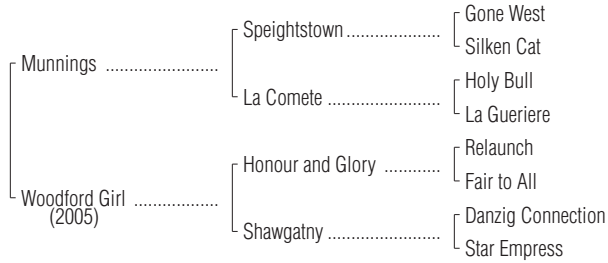 Gone West
Speightstown ....................
Silken Cat
Munnings .......................
Holy Bull
La Comete .......................
La Gueriere
Relaunch
Honour and Glory ............
Fair to All
Woodford Girl .................
(2005)
Danzig Connection
Shawgatny .......................
Star Empress